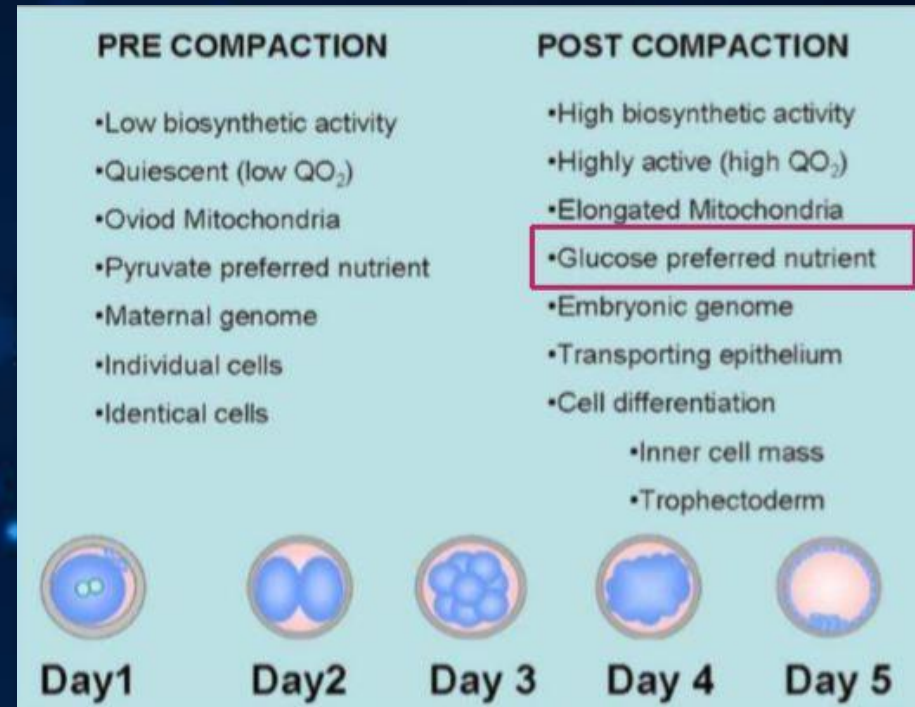 PRE COMPACTION
•Low biosynthetic activity
•Quiescent (low QO₂)
•Oviod Mitochondria
•Pyruvate preferred nutrient
•Maternal genome
•Individual cells
•Identical cells
POST COMPACTION
•High biosynthetic activity
•Highly active (high QO₂)
•Elongated Mitochondria
•Glucose preferred nutrient
•Embryonic genome
•Transporting epithelium
•Cell differentiation
•Inner cell mass
•Trophectoderm
Day1
Day2
Day 3
Day 4
Day 5